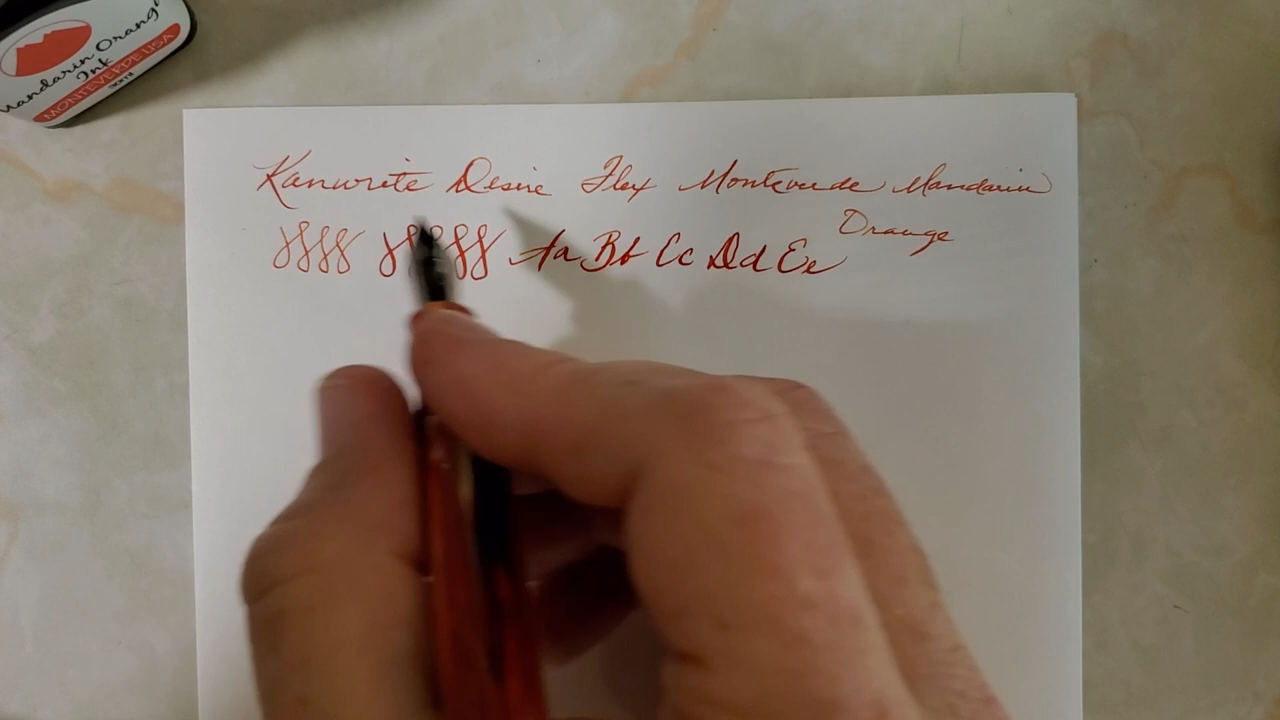 Mandarin Orange
Ink
MONTEVERDE USA
Kanwrite Desire Flex Monteverde Mandarin
Orange
Aa Bb Cc Dd Ee